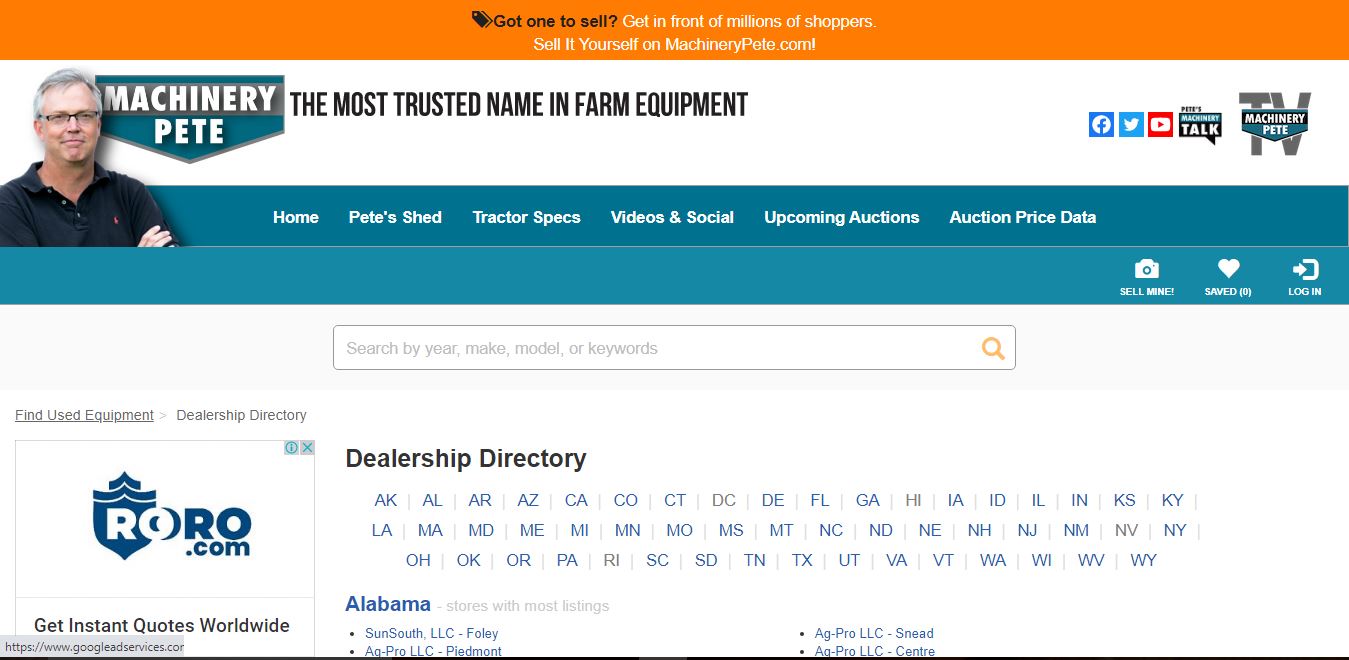 Got one to sell? Get in front of millions of shoppers.
Sell It Yourself on MachineryPete.com!
MACHINERY
PETE
THE MOST TRUSTED NAME IN FARM EQUIPMENT
PETE'S
MACHINERY
TALK
TV
MACHINERY
PETE
Home Pete's Shed Tractor Specs Videos & Social Upcoming Auctions Auction Price Data
SELL MINE! SAVED (0) LOG IN
Search by year, make, model, or keywords
Find Used Equipment > Dealership Directory
RORO
.com
Get Instant Quotes Worldwide
https://www.googleadservices.cor
Dealership Directory
AK | AL | AR | AZ | CA | CO | CT | DC | DE | FL | GA | HI | IA | ID | IL | IN | KS | KY |
LA | MA | MD | ME | MI | MN | MO | MS | MT | NC | ND | NE | NH | NJ | NM | NV | NY |
OH | OK | OR | PA | RI | SC | SD | TN | TX | UT | VA | VT | WA | WI | WV | WY
Alabama - stores with most listings
• SunSouth, LLC - Foley
• Ag-Pro LLC - Piedmont
• Ag-Pro LLC - Snead
• Ag-Pro LLC - Centre